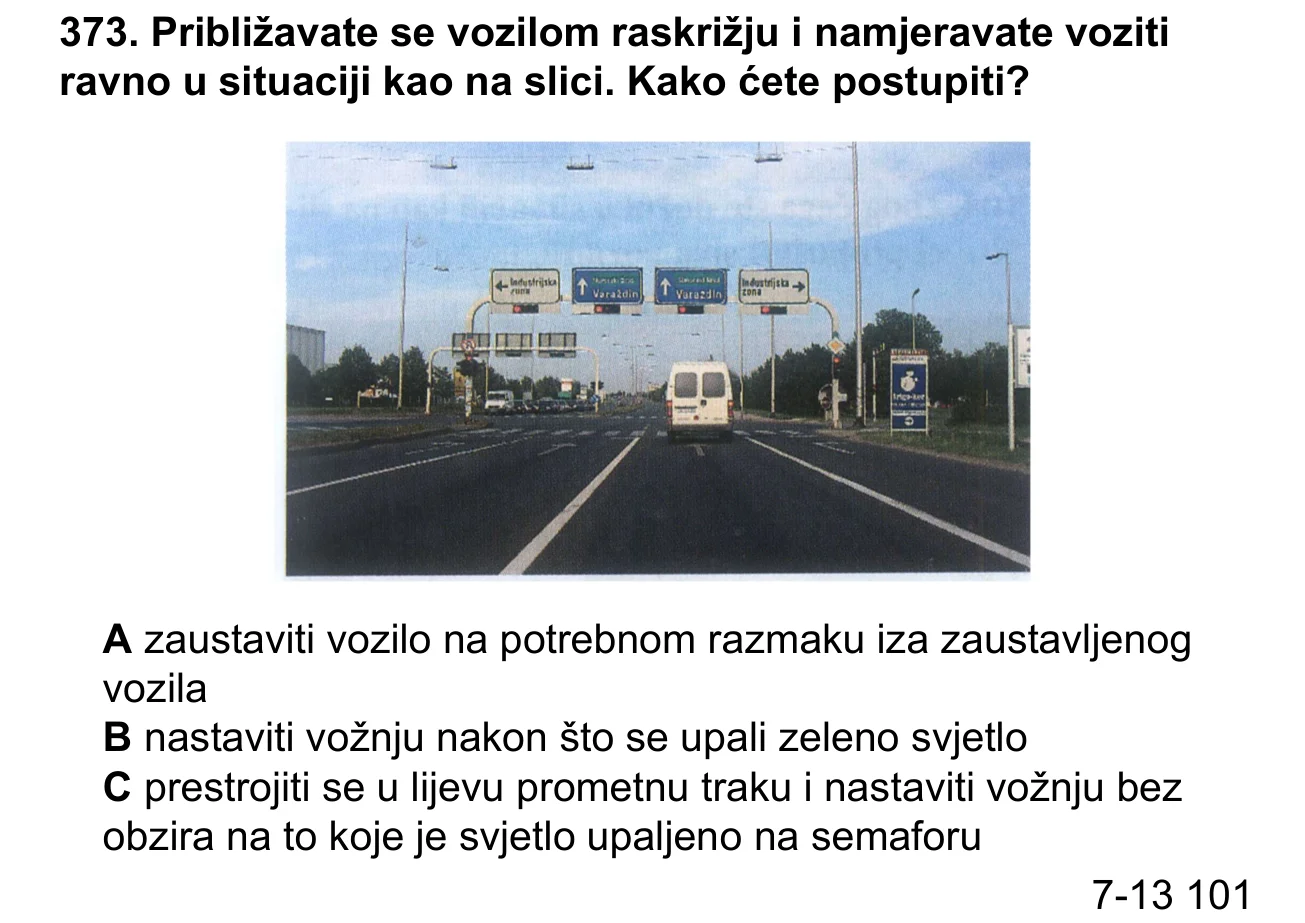 373. Približavate se vozilom raskrižju i namjeravate voziti
ravno u situaciji kao na slici. Kako ćete postupiti?
Industrijska
zona
Varaždin
Varaždin
Industrijska
zona
A zaustaviti vozilo na potrebnom razmaku iza zaustavljenog
vozila
B nastaviti vožnju nakon što se upali zeleno svjetlo
C prestrojiti se u lijevu prometnu traku i nastaviti vožnju bez
obzira na to koje je svjetlo upaljeno na semaforu
7-13 101